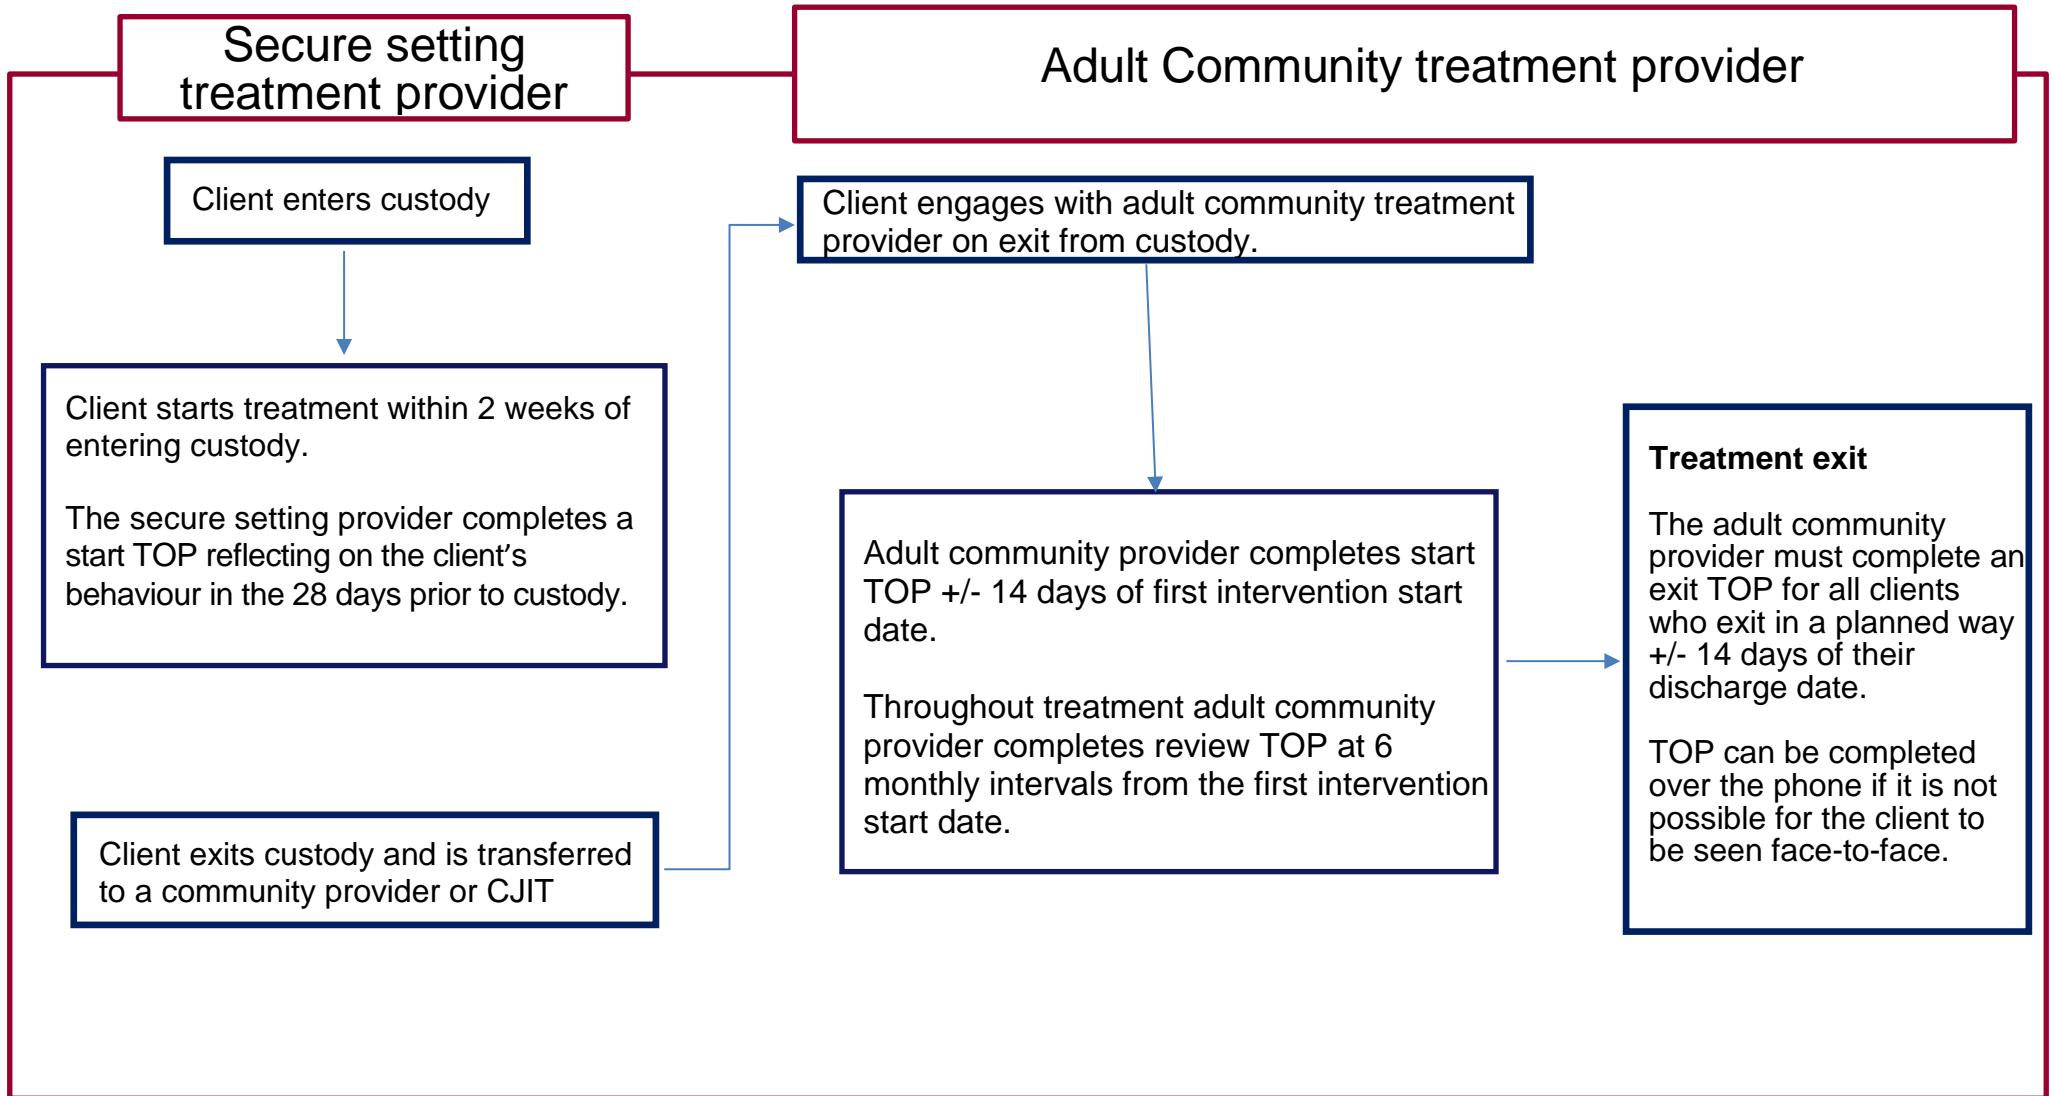 Secure setting
treatment provider
Adult Community treatment provider
Client enters custody
Client starts treatment within 2 weeks of
entering custody.
The secure setting provider completes a
start TOP reflecting on the client’s
behaviour in the 28 days prior to custody.
Client exits custody and is transferred
to a community provider or CJIT
Client engages with adult community treatment
provider on exit from custody.
Adult community provider completes start
TOP +/- 14 days of first intervention start
date.
Throughout treatment adult community
provider completes review TOP at 6
monthly intervals from the first intervention
start date.
Treatment exit
The adult community
provider must complete an
exit TOP for all clients
who exit in a planned way
+/- 14 days of their
discharge date.
TOP can be completed
over the phone if it is not
possible for the client to
be seen face-to-face.